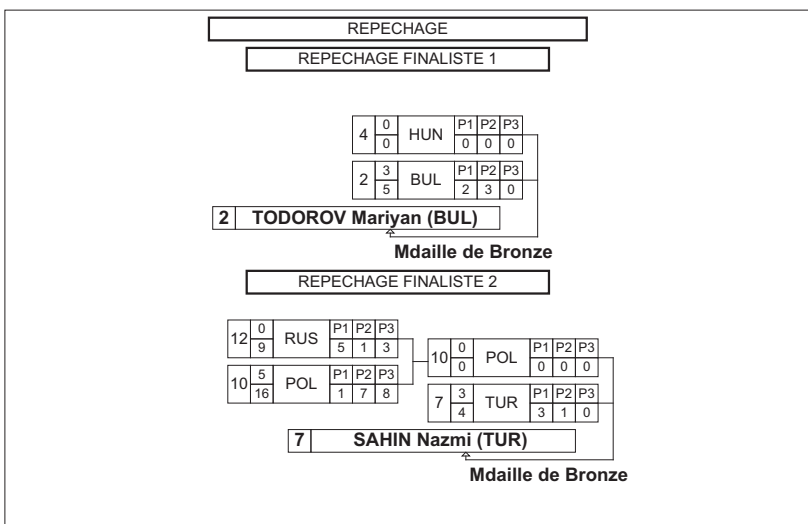 REPECHAGE
REPECHAGE FINALISTE 1
4 0 HUN P1 P2 P3
0 0 0 0
2 3 BUL P1 P2 P3
5 2 3 0
2 TODOROV Mariyan (BUL)
Mdaille de Bronze
REPECHAGE FINALISTE 2
12 0 RUS P1 P2 P3
9 5 1 3
10 5 POL P1 P2 P3
16 1 7 8
10 0 POL P1 P2 P3
0 0 0 0
7 3 TUR P1 P2 P3
4 3 1 0
7 SAHIN Nazmi (TUR)
Mdaille de Bronze